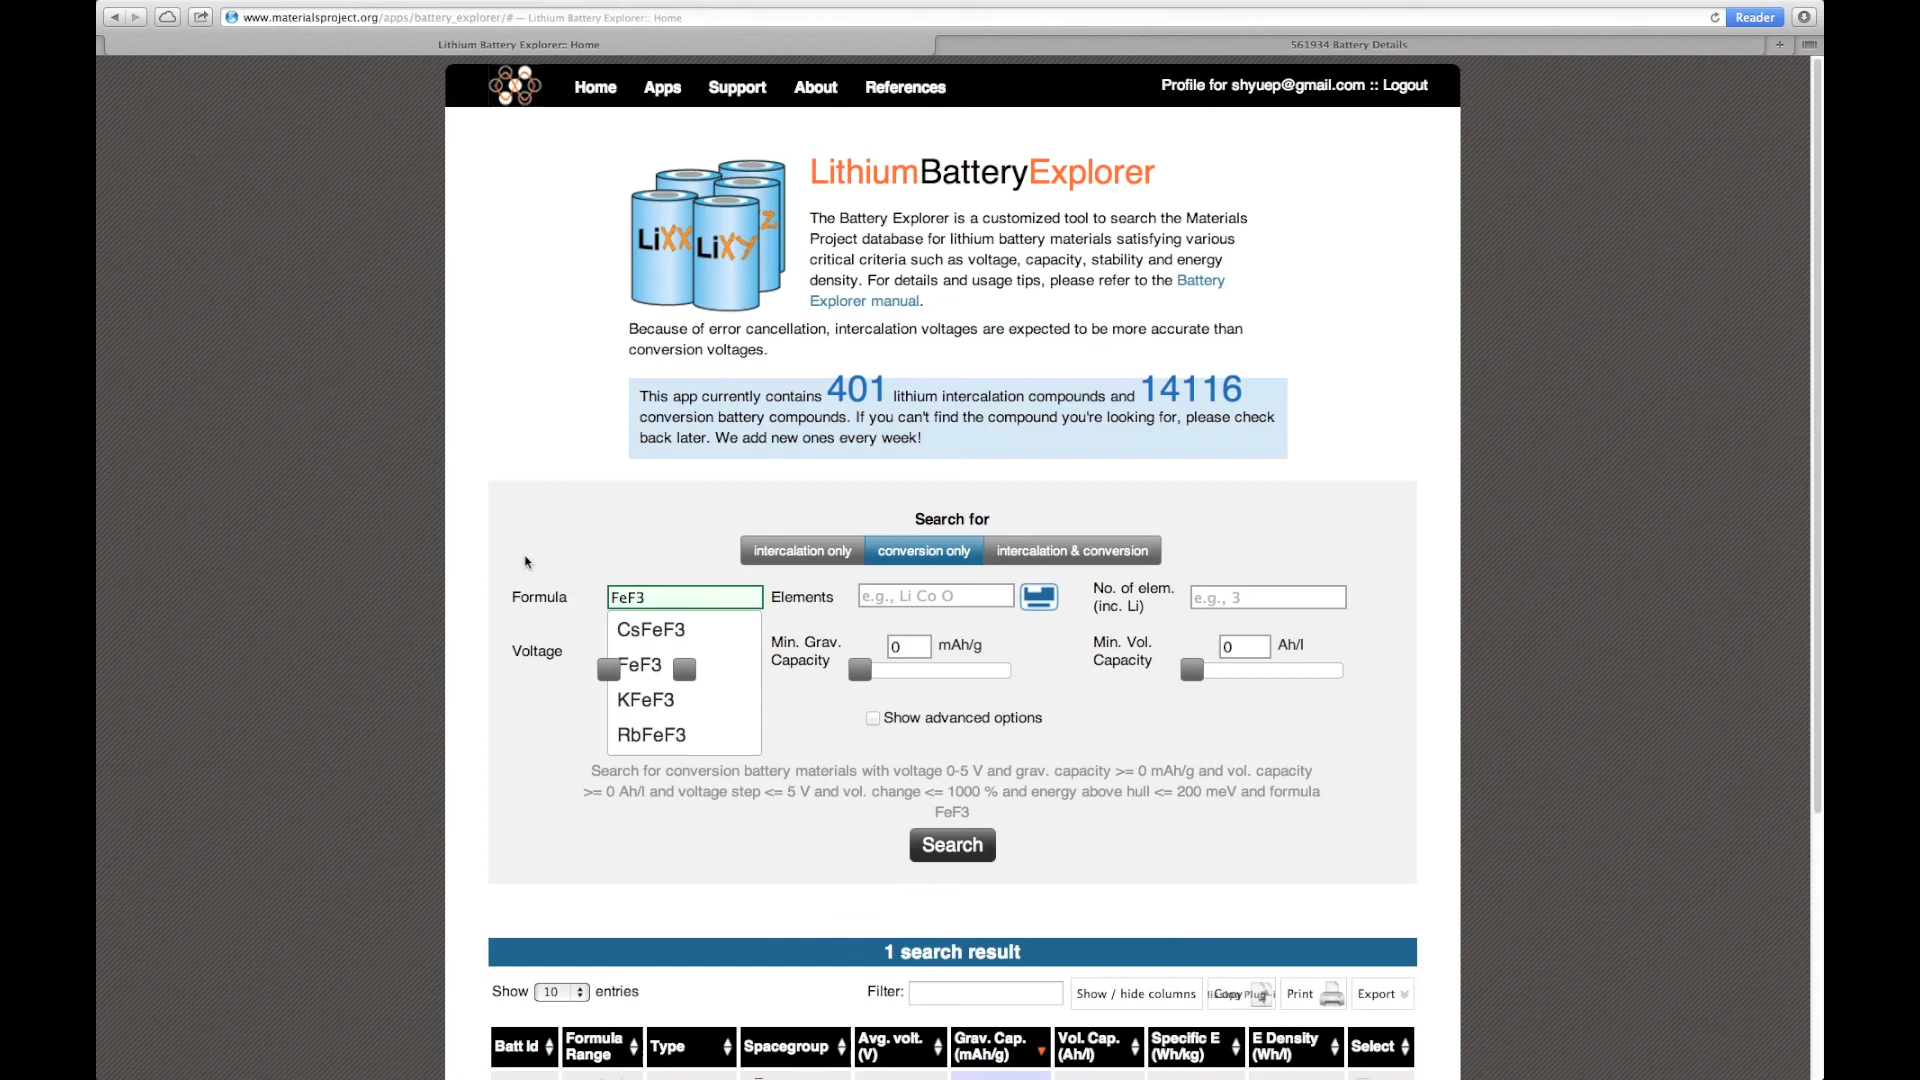 www.materialsproject.org/apps/battery_explorer/# — Lithium Battery Explorer:: Home
Reader
Lithium Battery Explorer:: Home
561934 Battery Details
Home Apps Support About References
Profile for shyuep@gmail.com :: Logout
LiXX LiXY Z
LithiumBatteryExplorer
The Battery Explorer is a customized tool to search the Materials
Project database for lithium battery materials satisfying various
critical criteria such as voltage, capacity, stability and energy
density. For details and usage tips, please refer to the Battery
Explorer manual.
Because of error cancellation, intercalation voltages are expected to be more accurate than
conversion voltages.
This app currently contains 401 lithium intercalation compounds and 14116
conversion battery compounds. If you can't find the compound you're looking for, please check
back later. We add new ones every week!
Search for
intercalation only conversion only intercalation & conversion
Formula FeF3 Elements e.g., Li Co O No. of elem. (inc. Li) e.g., 3
CsFeF3
Voltage Min. Grav. Capacity 0 mAh/g Min. Vol. Capacity 0 Ah/l
FeF3
KFeF3
Show advanced options
RbFeF3
Search for conversion battery materials with voltage 0-5 V and grav. capacity >= 0 mAh/g and vol. capacity
>= 0 Ah/l and voltage step <= 5 V and vol. change <= 1000 % and energy above hull <= 200 meV and formula
FeF3
Search
1 search result
Show 10 entries Filter: Show / hide columns Copy Print Export
Batt Id Formula Range Type Spacegroup Avg. volt. (V) Grav. Cap. (mAh/g) Vol. Cap. (Ah/l) Specific E (Wh/kg) E Density (Wh/l) Select